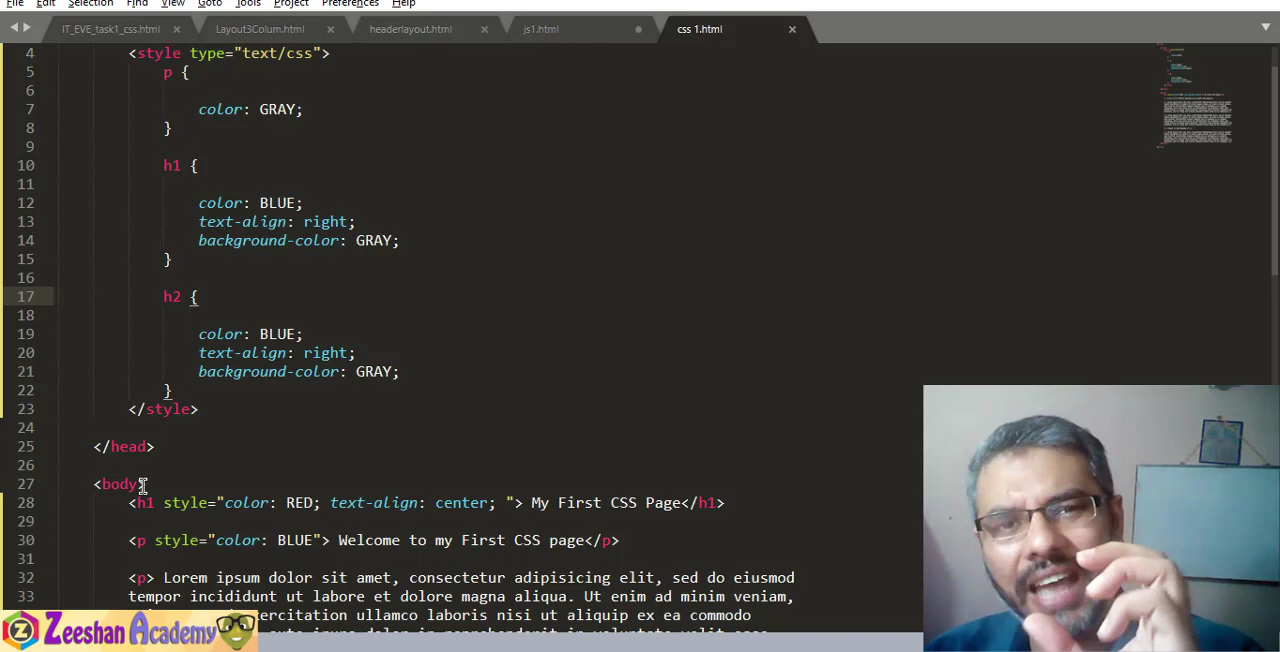 File Edit Selection Find View Goto Tools Project Preferences Help
IT_EVE_task1_css.html Layout3Colum.html headerlayout.html js1.html css 1.html
4 <style type="text/css">
5 p {
6
7 color: GRAY;
8 }
9
10 h1 {
11
12 color: BLUE;
13 text-align: right;
14 background-color: GRAY;
15 }
16
17 h2 {
18
19 color: BLUE;
20 text-align: right;
21 background-color: GRAY;
22 }
23 </style>
24
25 </head>
26
27 <body>
28 <h1 style="color: RED; text-align: center; "> My First CSS Page</h1>
29
30 <p style="color: BLUE"> Welcome to my First CSS page</p>
31
32 <p> Lorem ipsum dolor sit amet, consectetur adipisicing elit, sed do eiusmod
33 tempor incididunt ut labore et dolore magna aliqua. Ut enim ad minim veniam,
ercitation ullamco laboris nisi ut aliquip ex ea commodo
Zeeshan Academy